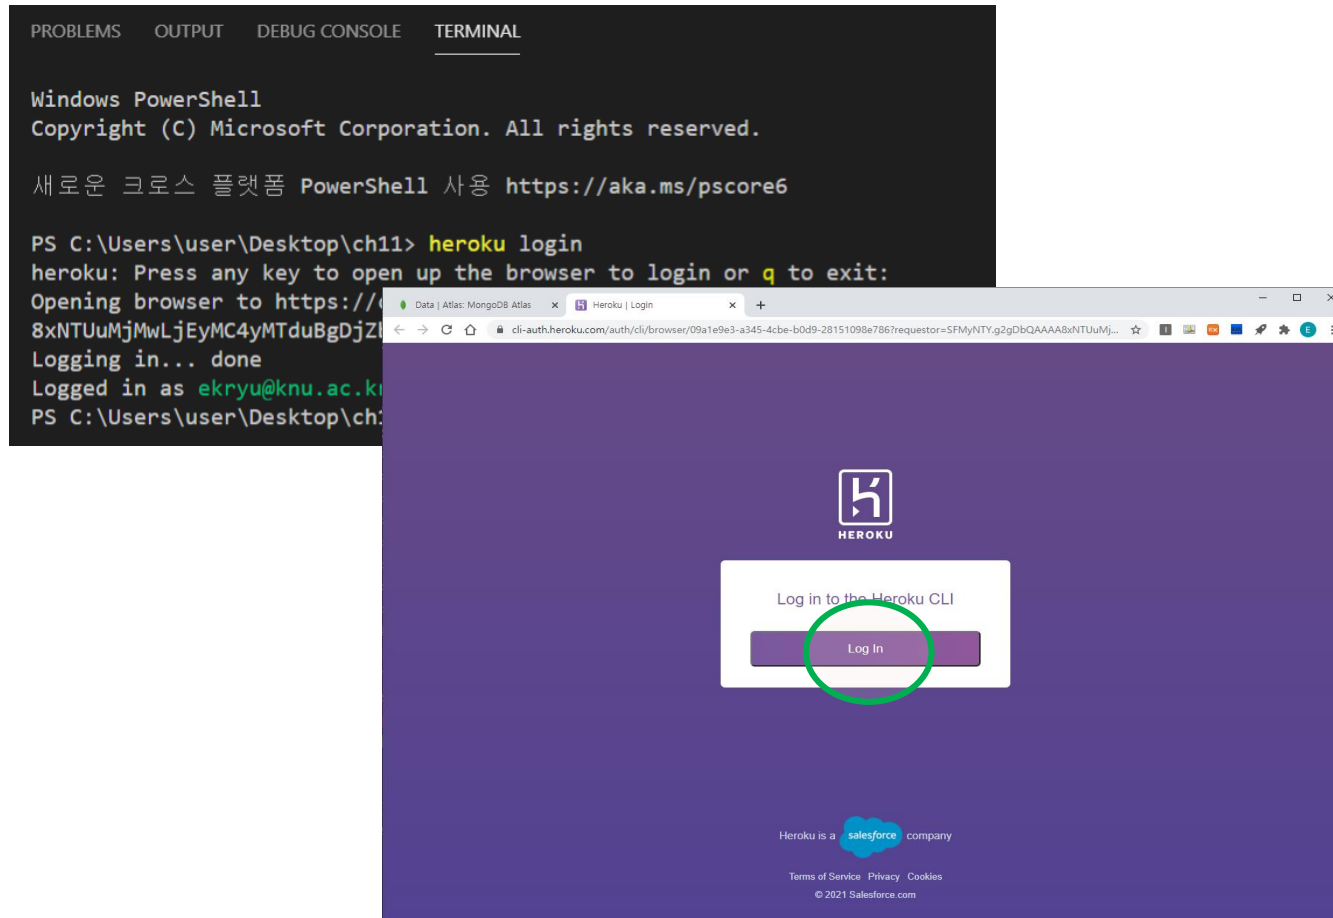 PROBLEMS OUTPUT DEBUG CONSOLE TERMINAL
Windows PowerShell
Copyright (C) Microsoft Corporation. All rights reserved.
새로운 크로스 플랫폼 PowerShell 사용 https://aka.ms/pscore6
PS C:\Users\user\Desktop\ch11> heroku login
heroku: Press any key to open up the browser to login or q to exit:
Opening browser to https://
8xNTUuMjMwLjEyMC4yMTduBgDjZ
Logging in... done
Logged in as ekryu@knu.ac.kr
PS C:\Users\user\Desktop\ch
Data | Atlas: MongoDB Atlas
Heroku | Login
cli-auth.heroku.com/auth/cli/browser/09a1e9e3-a345-4cbe-b0d9-28151098e786?requestor=SFMyNTY.g2gDbQAAAA8xNTUuMj...
E
HEROKU
Log in to the Heroku CLI
Log In
Heroku is a salesforce company
Terms of Service Privacy Cookies
© 2021 Salesforce.com